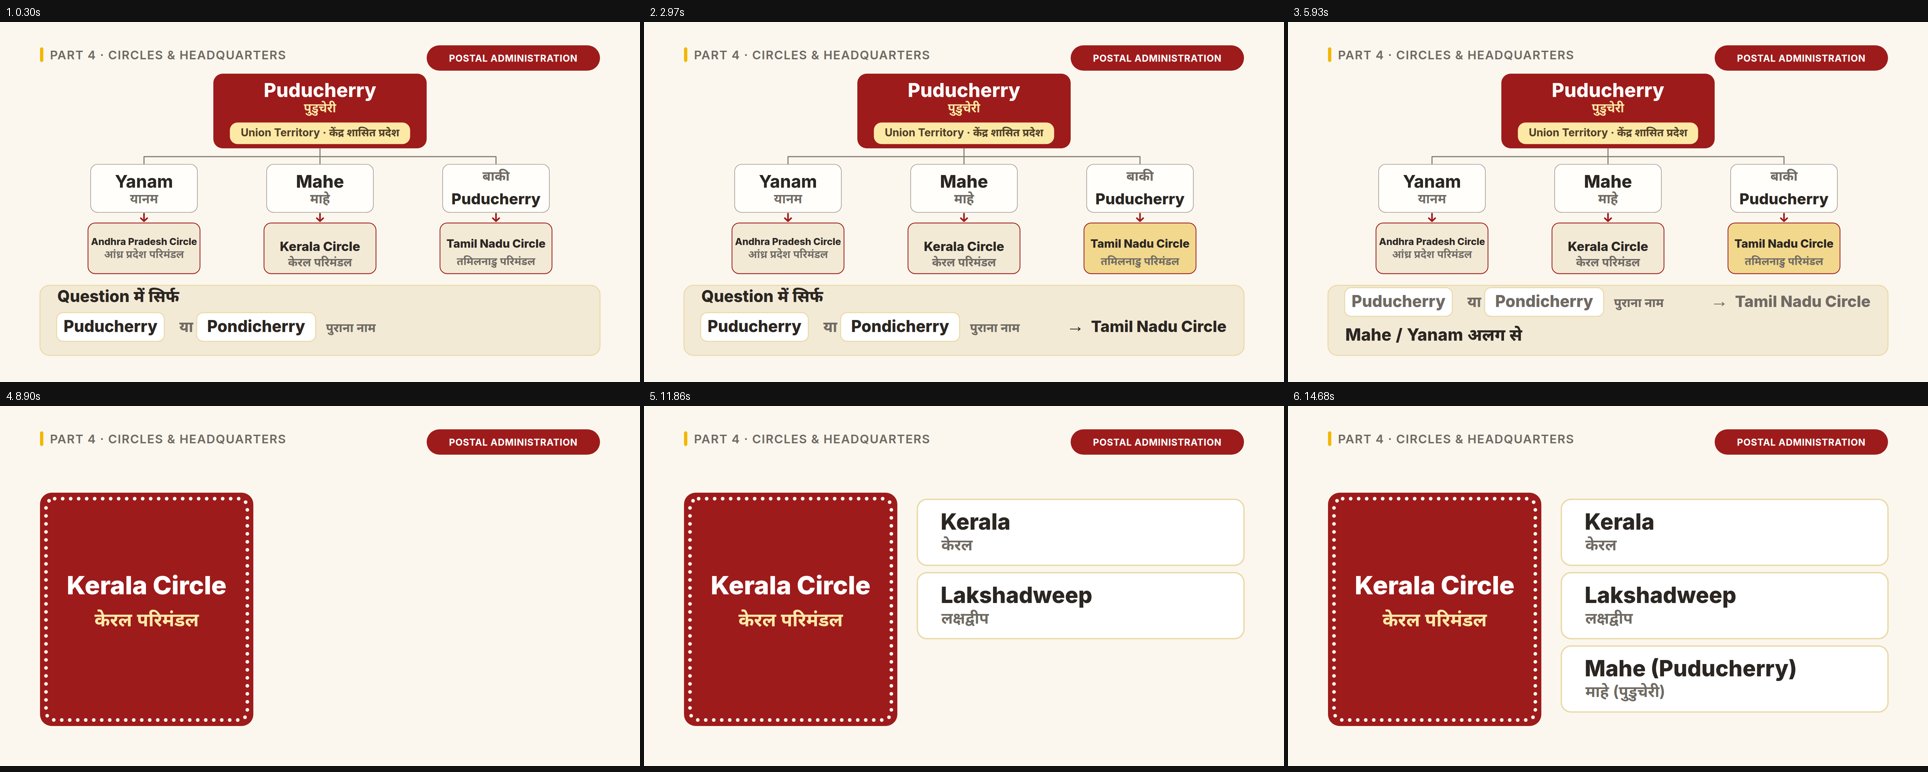 1. 0.30s
PART 4 · CIRCLES & HEADQUARTERS
POSTAL ADMINISTRATION
Puducherry
पुडुचेरी
Union Territory · केंद्र शासित प्रदेश
Yanam
यानम
Mahe
माहे
बाकी
Puducherry
Andhra Pradesh Circle
आंध्र प्रदेश परिमंडल
Kerala Circle
केरल परिमंडल
Tamil Nadu Circle
तमिलनाडु परिमंडल
Question में सिर्फ
Puducherry या Pondicherry पुराना नाम
2. 2.97s
PART 4 · CIRCLES & HEADQUARTERS
POSTAL ADMINISTRATION
Puducherry
पुडुचेरी
Union Territory · केंद्र शासित प्रदेश
Yanam
यानम
Mahe
माहे
बाकी
Puducherry
Andhra Pradesh Circle
आंध्र प्रदेश परिमंडल
Kerala Circle
केरल परिमंडल
Tamil Nadu Circle
तमिलनाडु परिमंडल
Question में सिर्फ
Puducherry या Pondicherry पुराना नाम → Tamil Nadu Circle
3. 5.93s
PART 4 · CIRCLES & HEADQUARTERS
POSTAL ADMINISTRATION
Puducherry
पुडुचेरी
Union Territory · केंद्र शासित प्रदेश
Yanam
यानम
Mahe
माहे
बाकी
Puducherry
Andhra Pradesh Circle
आंध्र प्रदेश परिमंडल
Kerala Circle
केरल परिमंडल
Tamil Nadu Circle
तमिलनाडु परिमंडल
Puducherry या Pondicherry पुराना नाम → Tamil Nadu Circle
Mahe / Yanam अलग से
4. 8.90s
PART 4 · CIRCLES & HEADQUARTERS
POSTAL ADMINISTRATION
Kerala Circle
केरल परिमंडल
5. 11.86s
PART 4 · CIRCLES & HEADQUARTERS
POSTAL ADMINISTRATION
Kerala Circle
केरल परिमंडल
Kerala
केरल
Lakshadweep
लक्षद्वीप
6. 14.68s
PART 4 · CIRCLES & HEADQUARTERS
POSTAL ADMINISTRATION
Kerala Circle
केरल परिमंडल
Kerala
केरल
Lakshadweep
लक्षद्वीप
Mahe (Puducherry)
माहे (पुडुचेरी)